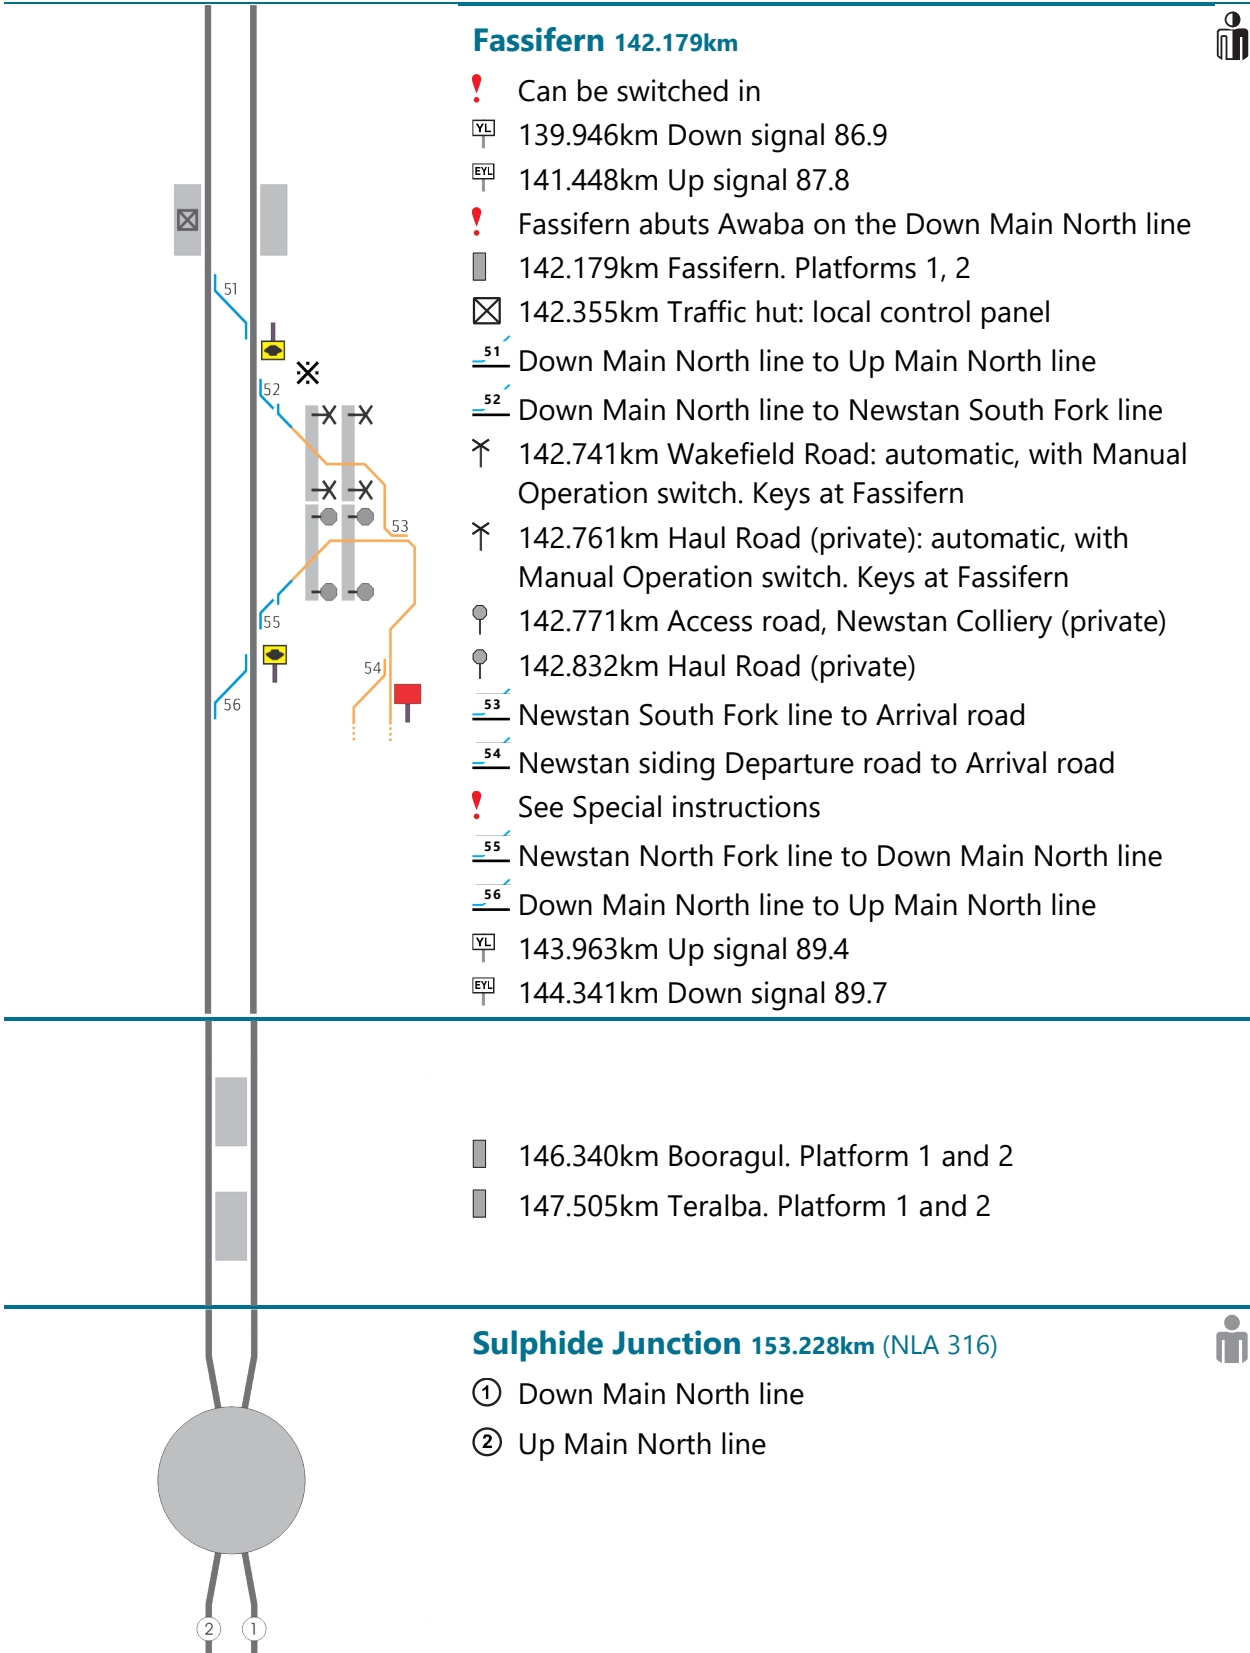 Fassifern 142.179km
Can be switched in
YL 139.946km Down signal 86.9
EYL 141.448km Up signal 87.8
Fassifern abuts Awaba on the Down Main North line
142.179km Fassifern. Platforms 1, 2
142.355km Traffic hut: local control panel
51 Down Main North line to Up Main North line
52 Down Main North line to Newstan South Fork line
142.741km Wakefield Road: automatic, with Manual
Operation switch. Keys at Fassifern
142.761km Haul Road (private): automatic, with
Manual Operation switch. Keys at Fassifern
142.771km Access road, Newstan Colliery (private)
142.832km Haul Road (private)
53 Newstan South Fork line to Arrival road
54 Newstan siding Departure road to Arrival road
See Special instructions
55 Newstan North Fork line to Down Main North line
56 Down Main North line to Up Main North line
YL 143.963km Up signal 89.4
EYL 144.341km Down signal 89.7
51
52
53
55
54
56
146.340km Booragul. Platform 1 and 2
147.505km Teralba. Platform 1 and 2
Sulphide Junction 153.228km (NLA 316)
1 Down Main North line
2 Up Main North line
2 1